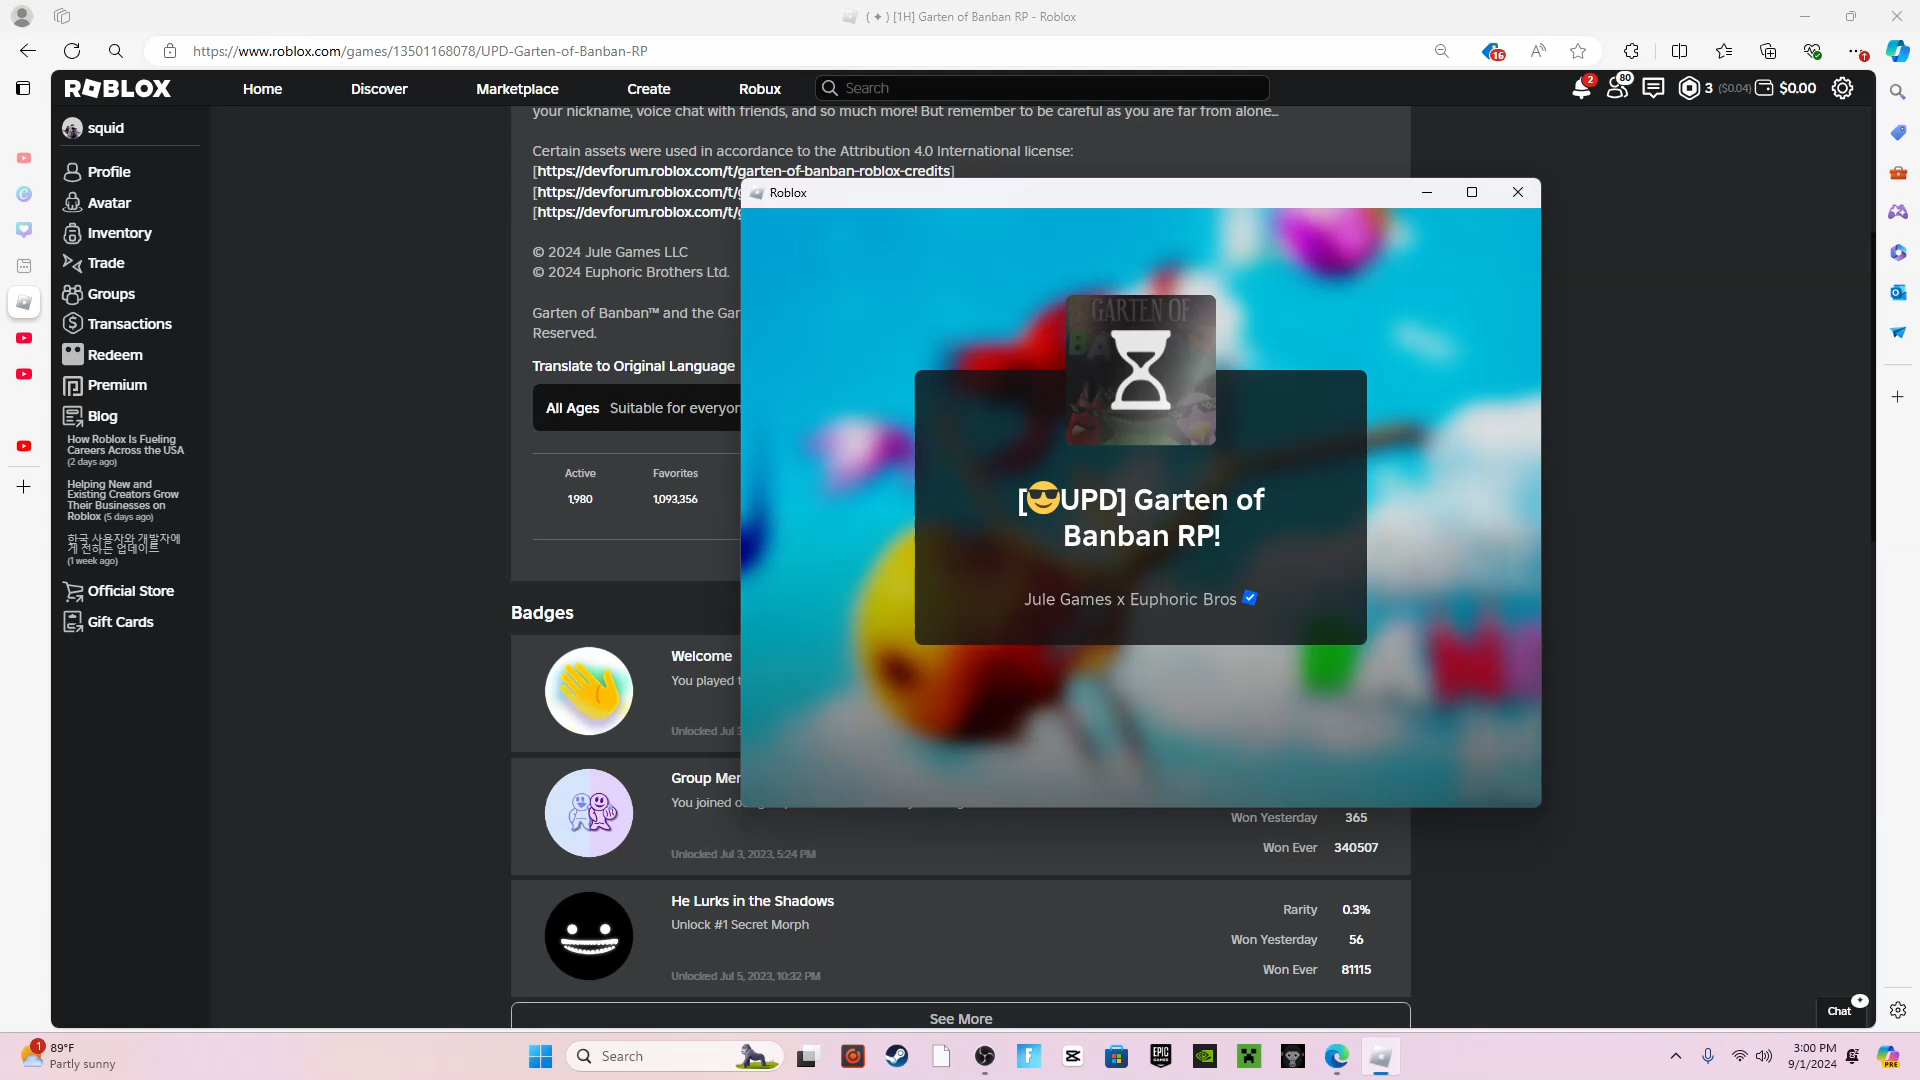 ( ✦ ) [1H] Garten of Banban RP - Roblox
https://www.roblox.com/games/13501168078/UPD-Garten-of-Banban-RP
16
ROBLOX
Home
Discover
Marketplace
Create
Robux
Search
2
80
3
($0.04)
$0.00
squid
Profile
Avatar
Inventory
Trade
Groups
Transactions
Redeem
Premium
Blog
How Roblox Is Fueling
Careers Across the USA
(2 days ago)
Helping New and
Existing Creators Grow
Their Businesses on
Roblox (5 days ago)
한국 사용자와 개발자에
게 전하는 업데이트
(1 week ago)
Official Store
Gift Cards
your nickname, voice chat with friends, and so much more! But remember to be careful as you are far from alone...
Certain assets were used in accordance to the Attribution 4.0 International license:
[https://devforum.roblox.com/t/garten-of-banban-roblox-credits]
[https://devforum.roblox.com/t/g
[https://devforum.roblox.com/t/g
© 2024 Jule Games LLC
© 2024 Euphoric Brothers Ltd.
Garten of Banban™ and the Gar
Reserved.
Translate to Original Language
All Ages Suitable for everyon
Active
Favorites
1,980
1,093,356
Badges
Welcome
You played t
Unlocked Jul 3
Group Mem
You joined o
Unlocked Jul 3, 2023, 5:24 PM
Won Yesterday 365
Won Ever 340507
He Lurks in the Shadows
Unlock #1 Secret Morph
Unlocked Jul 5, 2023, 10:32 PM
Rarity 0.3%
Won Yesterday 56
Won Ever 81115
See More
Roblox
GARTEN OF
[😎UPD] Garten of
Banban RP!
Jule Games x Euphoric Bros
Chat
1
89°F
Partly sunny
Search
EPIC
GAMES
3:00 PM
9/1/2024
PRE